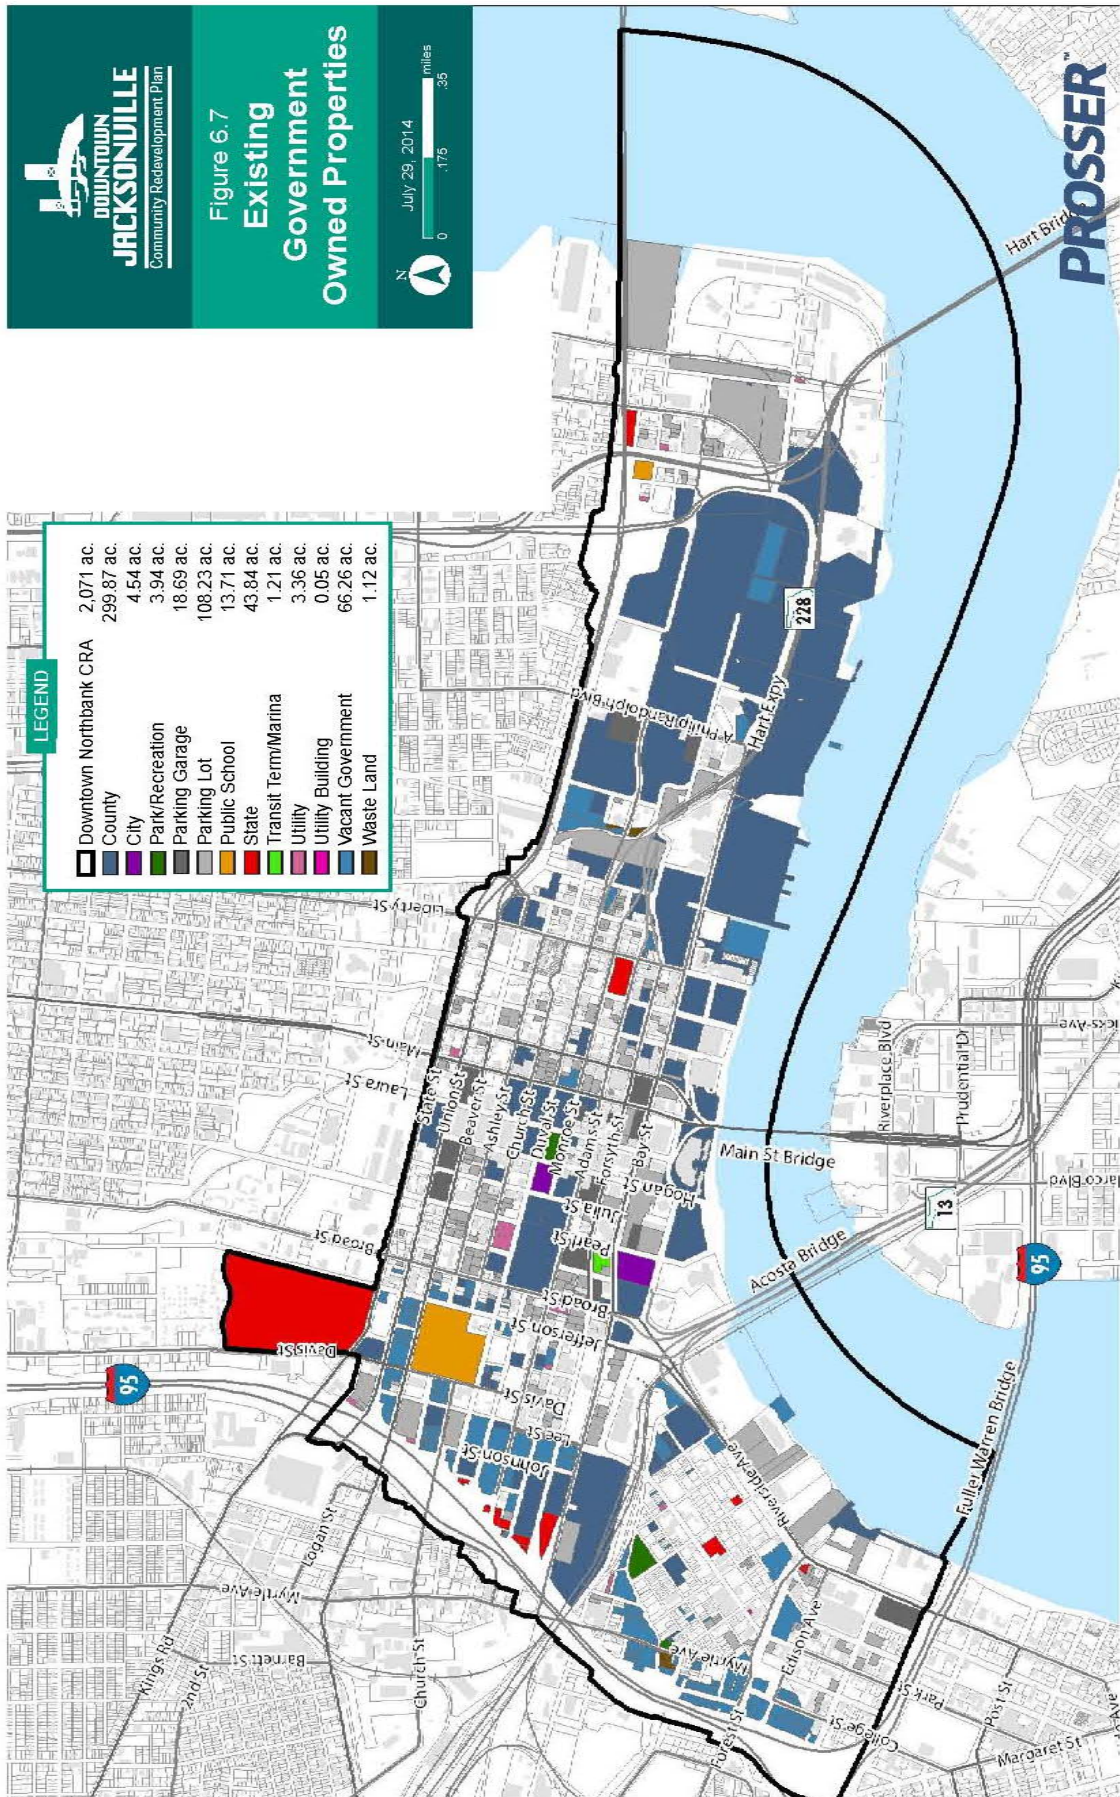 DOWNTOWN
JACKSONVILLE
Community Redevelopment Plan
Figure 6.7
Existing
Government
Owned Properties
July 29, 2014
N
0 .175 .35
miles
LEGEND
Downtown Northbank CRA 2,071 ac.
County 299.87 ac.
City 4.54 ac.
Park/Recreation 3.94 ac.
Parking Garage 18.69 ac.
Parking Lot 108.23 ac.
Public School 13.71 ac.
State 43.84 ac.
Transit Term/Marina 1.21 ac.
Utility 3.36 ac.
Utility Building 0.05 ac.
Vacant Government 66.26 ac.
Waste Land 1.12 ac.
95
Kings Rd
2nd St
Barnett St
Myrtle Ave
Logan St
Church St
Davis St
Broad St
Laura St
Main St
Liberty St
State St
Union St
Beaver St
Ashley St
Church St
Duval St
Monroe St
Adams St
Forsyth St
Bay St
Hogan St
Julia St
Pearl St
Broad St
Jefferson St
Davis St
Lee St
Johnson St
A Philip Randolph Blvd
Hart Expy
228
Hart Bridge
Main St Bridge
Acosta Bridge
Fuller Warren Bridge
Riverplace Blvd
Prudential Dr
13
95
Riverside Ave
Edison Ave
Myrtle Ave
Forest St
College St
Park St
Post St
Margaret St
PROSSER™